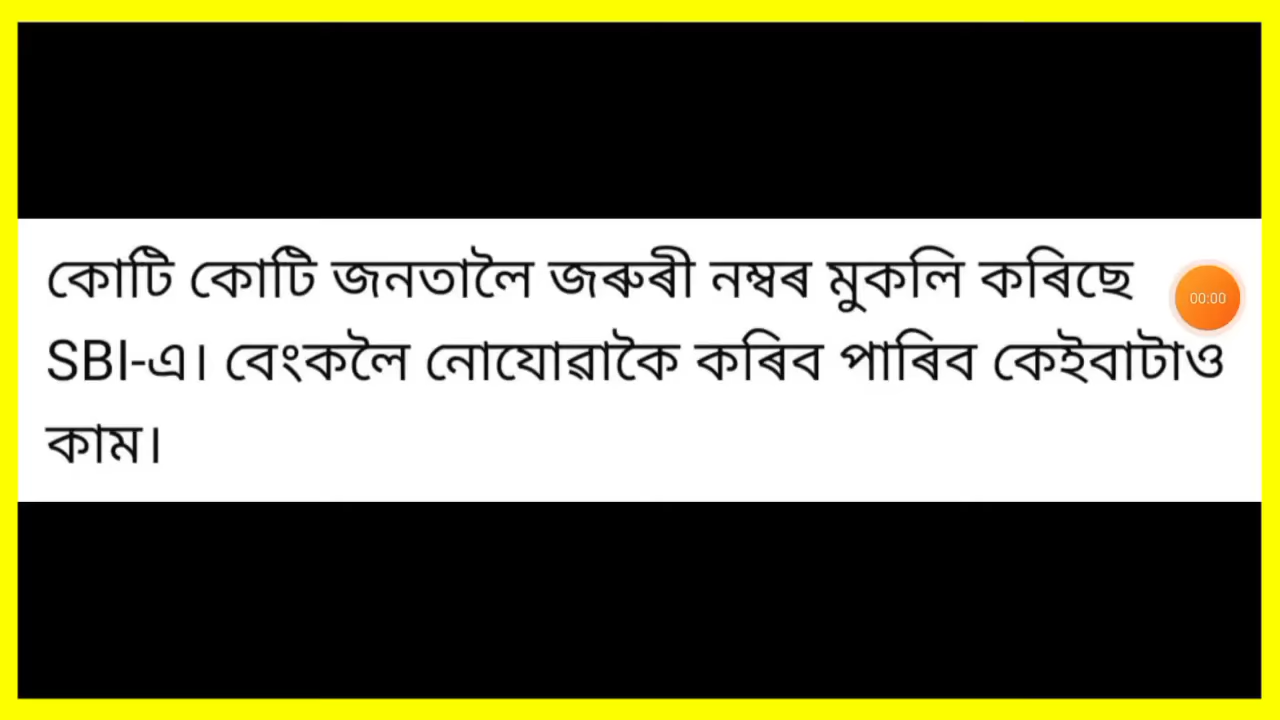 কোটি কোটি জনতালৈ জৰুৰী নম্বৰ মুকলি কৰিছে
00:00
SBI-এ। বেংকলৈ নোযোৱাকৈ কৰিব পাৰিব কেইবাটাও
কাম।